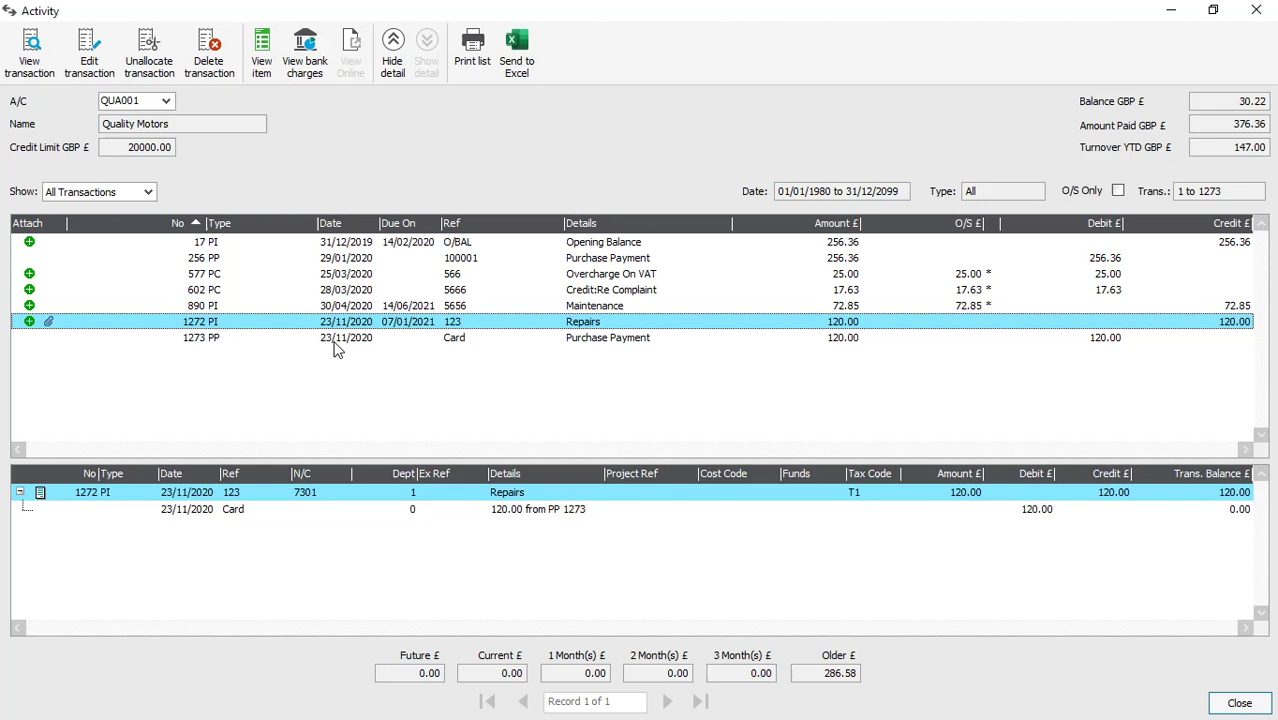 Activity
View transaction
Edit transaction
Unallocate transaction
Delete transaction
View item
View bank charges
View Online
Hide detail
Show detail
Print list
Send to Excel
A/C QUA001 Balance GBP £ 30.22
Name Quality Motors Amount Paid GBP £ 376.36
Credit Limit GBP £ 20000.00 Turnover YTD GBP £ 147.00
Show: All Transactions Date: 01/01/1980 to 31/12/2099 Type: All O/S Only Trans.: 1 to 1273
Attach No Type Date Due On Ref Details Amount £ O/S £ Debit £ Credit £
17 PI 31/12/2019 14/02/2020 O/BAL Opening Balance 256.36 256.36
256 PP 29/01/2020 100001 Purchase Payment 256.36 256.36
577 PC 25/03/2020 566 Overcharge On VAT 25.00 25.00 * 25.00
602 PC 28/03/2020 5666 Credit:Re Complaint 17.63 17.63 * 17.63
890 PI 30/04/2020 14/06/2021 5656 Maintenance 72.85 72.85 * 72.85
1272 PI 23/11/2020 07/01/2021 123 Repairs 120.00 120.00
1273 PP 23/11/2020 Card Purchase Payment 120.00 120.00
No Type Date Ref N/C Dept Ex Ref Details Project Ref Cost Code Funds Tax Code Amount £ Debit £ Credit £ Trans. Balance £
1272 PI 23/11/2020 123 7301 1 Repairs T1 120.00 120.00 120.00
23/11/2020 Card 0 120.00 from PP 1273 120.00 0.00
Future £ Current £ 1 Month(s) £ 2 Month(s) £ 3 Month(s) £ Older £
0.00 0.00 0.00 0.00 0.00 286.58
Record 1 of 1
Close